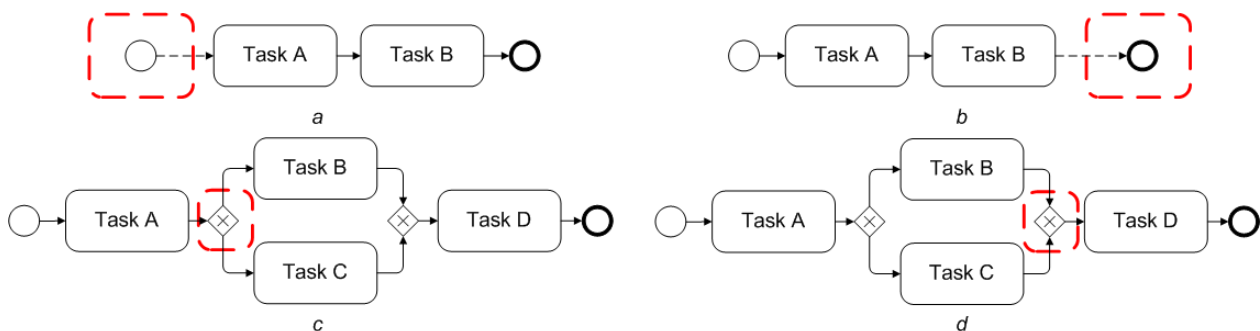 Task A Task B Task A Task B
a b
Task B Task B
Task A Task D Task A Task D
Task C Task C
c d